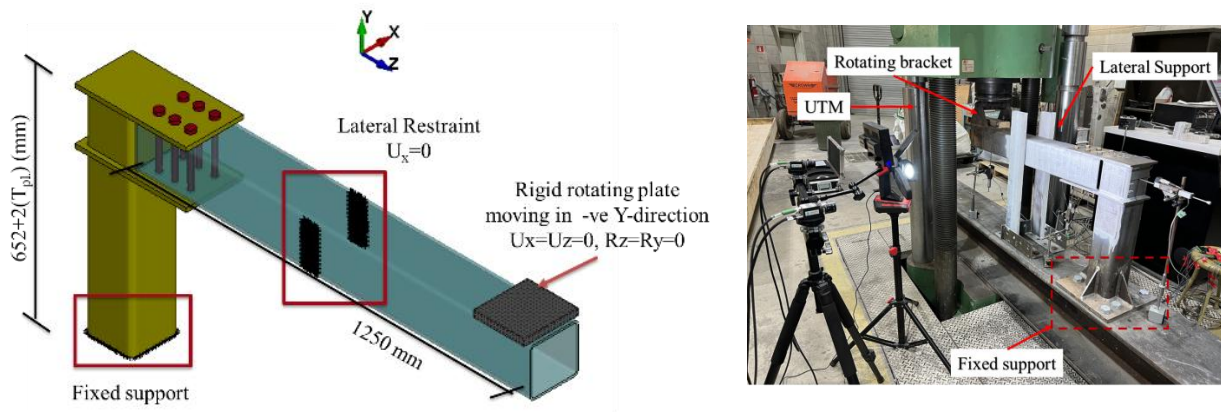 Y
X
Z
652+2(T_pl.) (mm)
Lateral Restraint
U_x=0
Rigid rotating plate
moving in -ve Y-direction
Ux=Uz=0, Rz=Ry=0
1250 mm
Fixed support
Rotating bracket
UTM
Lateral Support
Fixed support